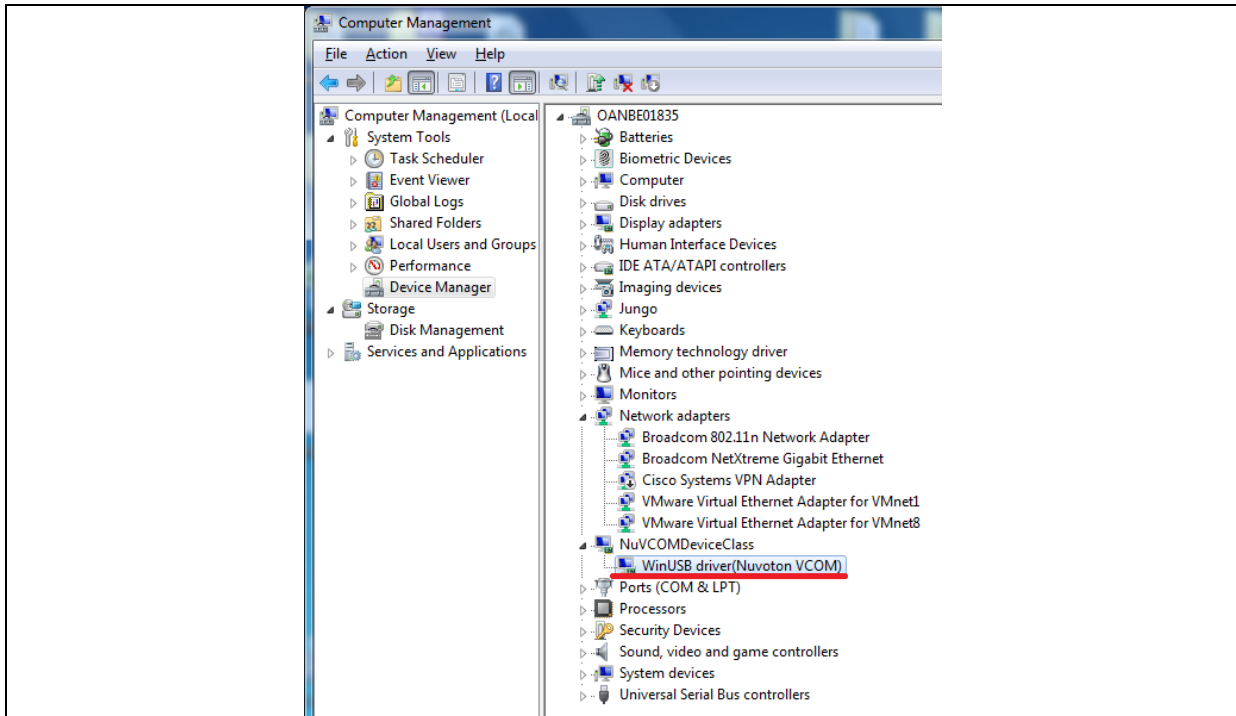 Computer Management
File Action View Help
Computer Management (Local
System Tools
Task Scheduler
Event Viewer
Global Logs
Shared Folders
Local Users and Groups
Performance
Device Manager
Storage
Disk Management
Services and Applications
OANBE01835
Batteries
Biometric Devices
Computer
Disk drives
Display adapters
Human Interface Devices
IDE ATA/ATAPI controllers
Imaging devices
Jungo
Keyboards
Memory technology driver
Mice and other pointing devices
Monitors
Network adapters
Broadcom 802.11n Network Adapter
Broadcom NetXtreme Gigabit Ethernet
Cisco Systems VPN Adapter
VMware Virtual Ethernet Adapter for VMnet1
VMware Virtual Ethernet Adapter for VMnet8
NuVCOMDeviceClass
WinUSB driver(Nuvoton VCOM)
Ports (COM & LPT)
Processors
Security Devices
Sound, video and game controllers
System devices
Universal Serial Bus controllers